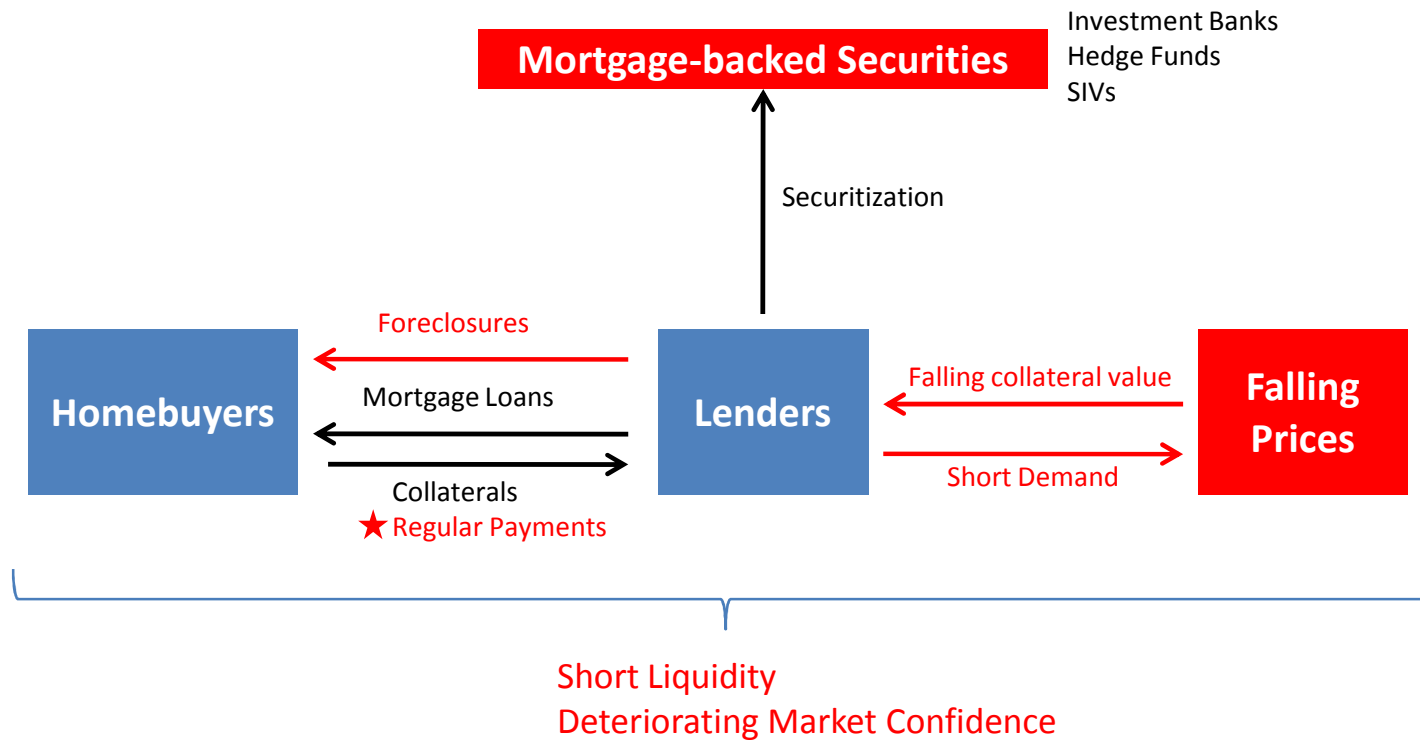 Investment Banks
Mortgage-backed Securities
Hedge Funds
SIVs
Securitization
Foreclosures
Mortgage Loans
Homebuyers
Lenders
Falling collateral value
Falling
Prices
Short Demand
Collaterals
★ Regular Payments
Short Liquidity
Deteriorating Market Confidence